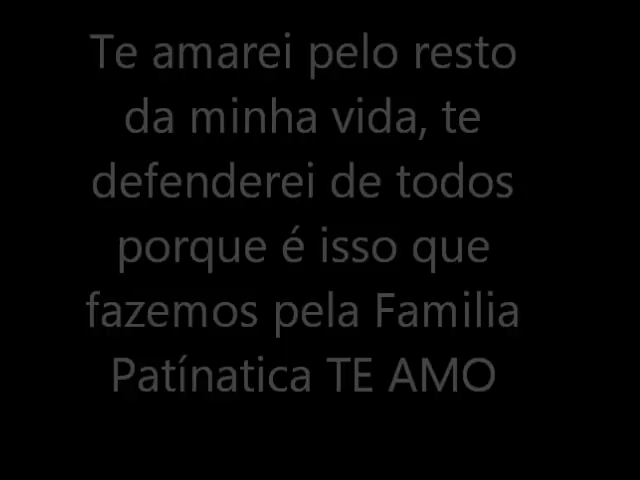 Te amarei pelo resto
da minha vida, te
defenderei de todos
porque é isso que
fazemos pela Familia
Patínatica TE AMO